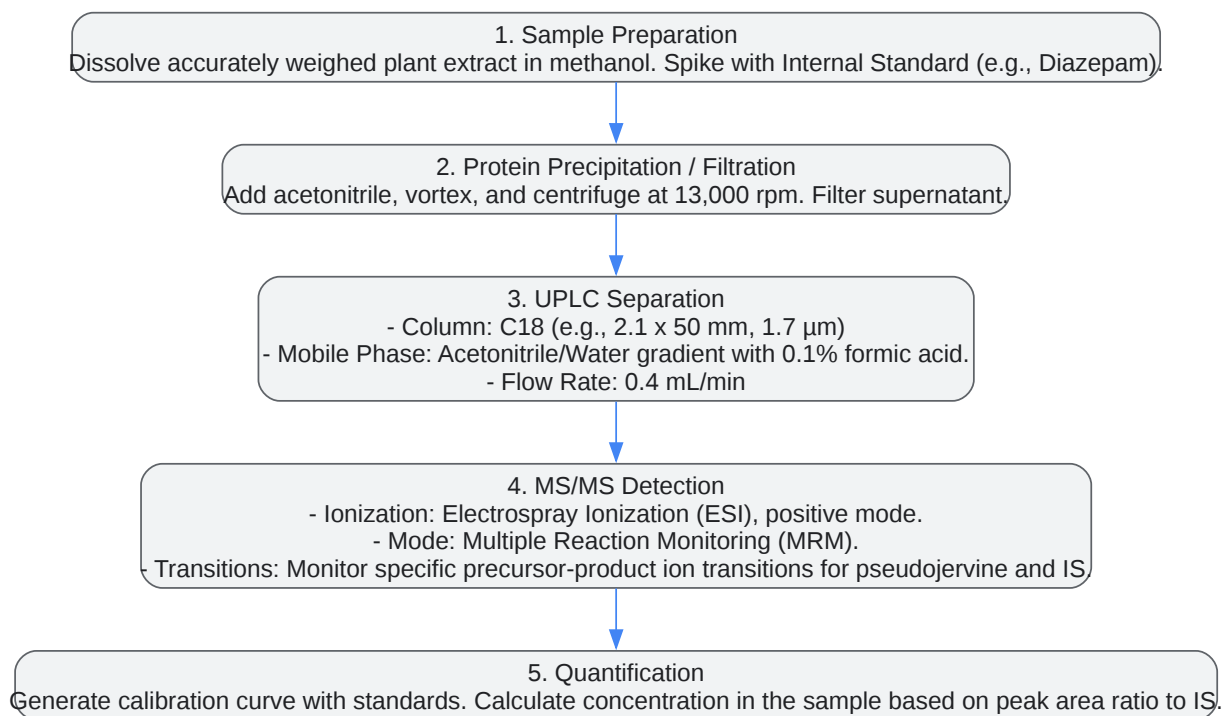 1. Sample Preparation
Dissolve accurately weighed plant extract in methanol. Spike with Internal Standard (e.g., Diazepam).
2. Protein Precipitation / Filtration
Add acetonitrile, vortex, and centrifuge at 13,000 rpm. Filter supernatant.
3. UPLC Separation
- Column: C18 (e.g., 2.1 x 50 mm, 1.7 µm)
- Mobile Phase: Acetonitrile/Water gradient with 0.1% formic acid.
- Flow Rate: 0.4 mL/min
4. MS/MS Detection
- Ionization: Electrospray Ionization (ESI), positive mode.
- Mode: Multiple Reaction Monitoring (MRM).
- Transitions: Monitor specific precursor-product ion transitions for pseudojervine and IS.
5. Quantification
Generate calibration curve with standards. Calculate concentration in the sample based on peak area ratio to IS.